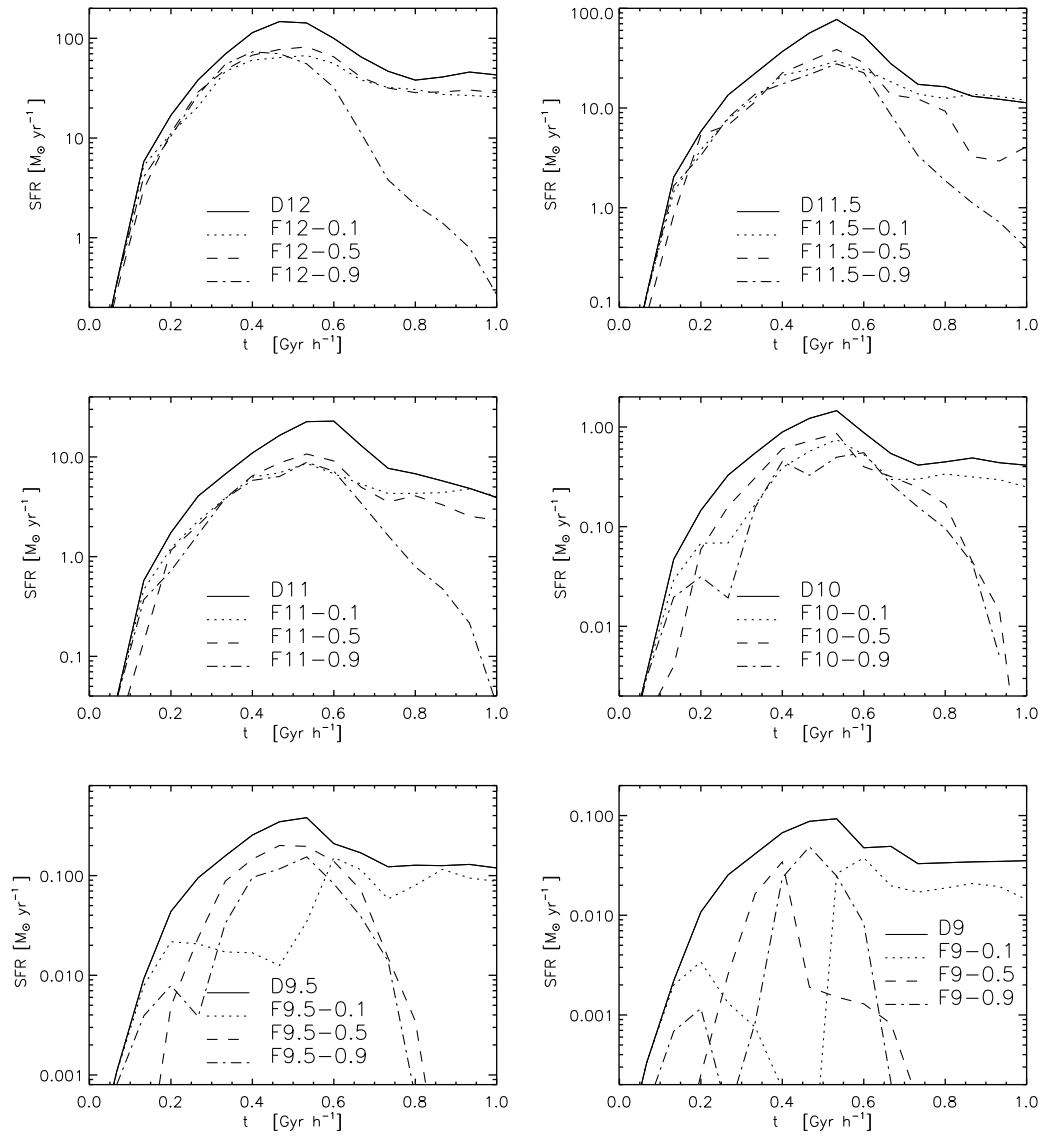 100
10
1
SFR [M⊙ yr⁻¹]
D12
F12−0.1
F12−0.5
F12−0.9
0.0 0.2 0.4 0.6 0.8 1.0
t [Gyr h⁻¹]
100.0
10.0
1.0
0.1
SFR [M⊙ yr⁻¹]
D11.5
F11.5−0.1
F11.5−0.5
F11.5−0.9
0.0 0.2 0.4 0.6 0.8 1.0
t [Gyr h⁻¹]
10.0
1.0
0.1
SFR [M⊙ yr⁻¹]
D11
F11−0.1
F11−0.5
F11−0.9
0.0 0.2 0.4 0.6 0.8 1.0
t [Gyr h⁻¹]
1.00
0.10
0.01
SFR [M⊙ yr⁻¹]
D10
F10−0.1
F10−0.5
F10−0.9
0.0 0.2 0.4 0.6 0.8 1.0
t [Gyr h⁻¹]
0.100
0.010
0.001
SFR [M⊙ yr⁻¹]
D9.5
F9.5−0.1
F9.5−0.5
F9.5−0.9
0.0 0.2 0.4 0.6 0.8 1.0
t [Gyr h⁻¹]
0.100
0.010
0.001
SFR [M⊙ yr⁻¹]
D9
F9−0.1
F9−0.5
F9−0.9
0.0 0.2 0.4 0.6 0.8 1.0
t [Gyr h⁻¹]